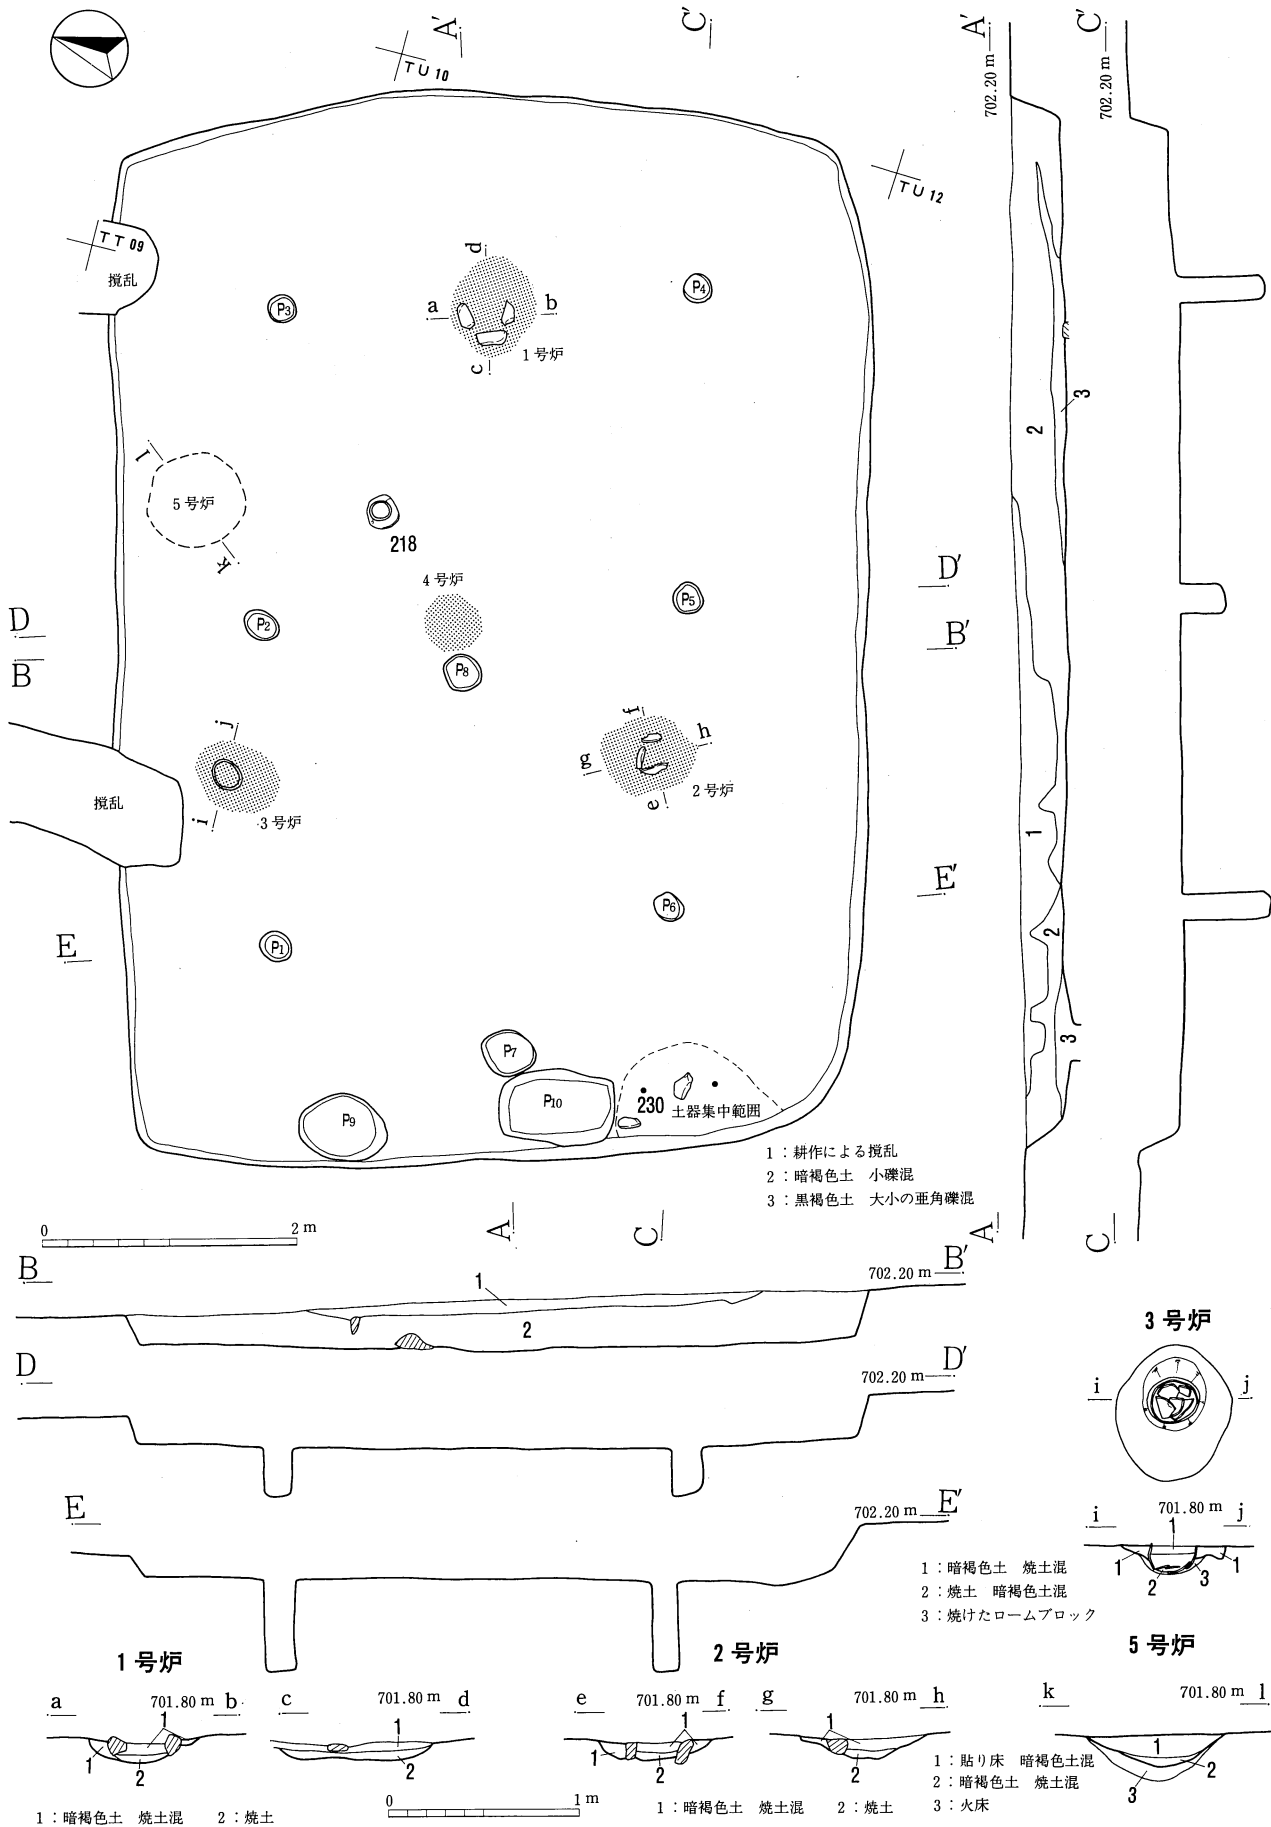 A′
C′
TU 10
TU 12
TT 09
撹乱
P3
P4
d
a
b
c
1号炉
l
5号炉
k
218
4号炉
P5
P2
P8
D
B
D′
B′
j
i
3号炉
撹乱
f
h
g
e
2号炉
E
E′
P1
P6
P7
P9
P10
230
土器集中範囲
1：耕作による撹乱
2：暗褐色土 小礫混
3：黒褐色土 大小の亜角礫混
A
C
0 2 m
A′
702.20 m
C′
702.20 m
2
3
1
2
3
A
C
B
1
2
702.20 m
B′
D
702.20 m
D′
E
702.20 m
E′
3号炉
i
j
i
701.80 m
j
1
1
2
3
1
1：暗褐色土 焼土混
2：焼土 暗褐色土混
3：焼けたロームブロック
1号炉
a
701.80 m
b
1
1
2
c
701.80 m
d
1
2
1：暗褐色土 焼土混 2：焼土
0 1 m
2号炉
e
701.80 m
f
1
1
2
g
701.80 m
h
1
2
1：暗褐色土 焼土混 2：焼土
5号炉
k
701.80 m
l
1
2
3
1：貼り床 暗褐色土混
2：暗褐色土 焼土混
3：火床